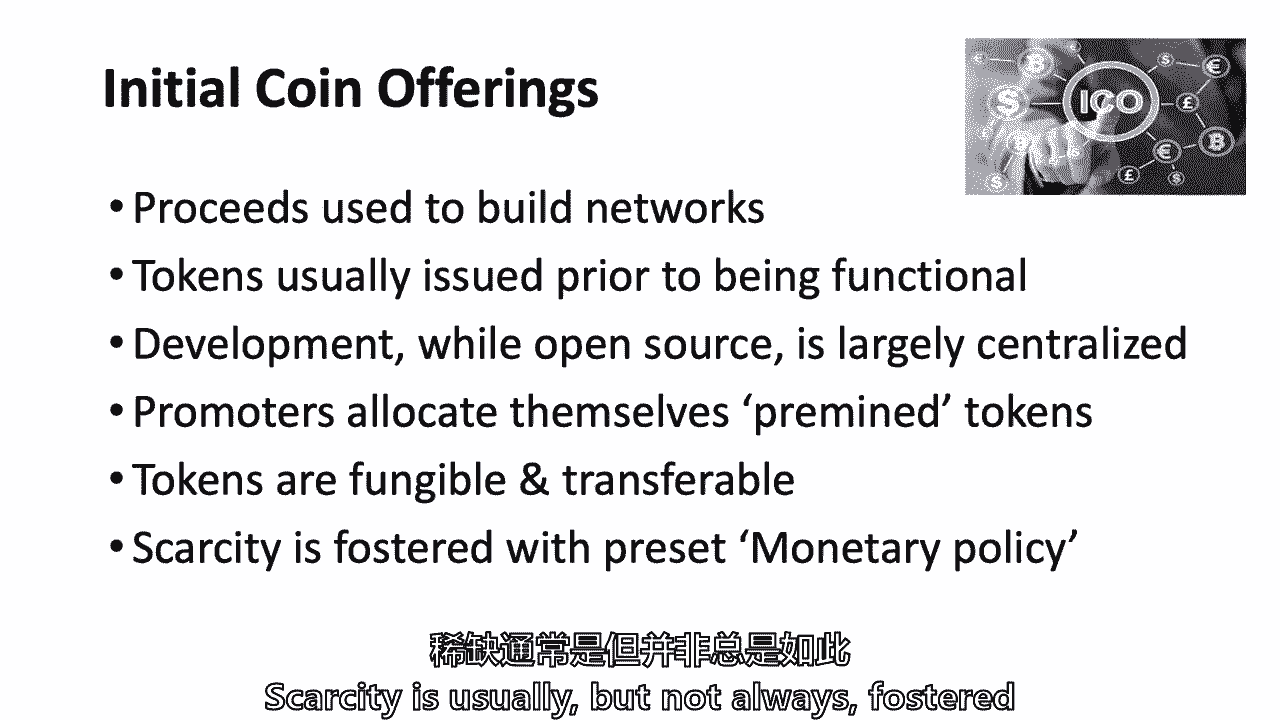 Initial Coin Offerings
ICO
• Proceeds used to build networks
• Tokens usually issued prior to being functional
• Development, while open source, is largely centralized
• Promoters allocate themselves ‘premined’ tokens
• Tokens are fungible & transferable
• Scarcity is fostered with preset ‘Monetary policy’
稀缺通常是但并非总是如此
Scarcity is usually, but not always, fostered